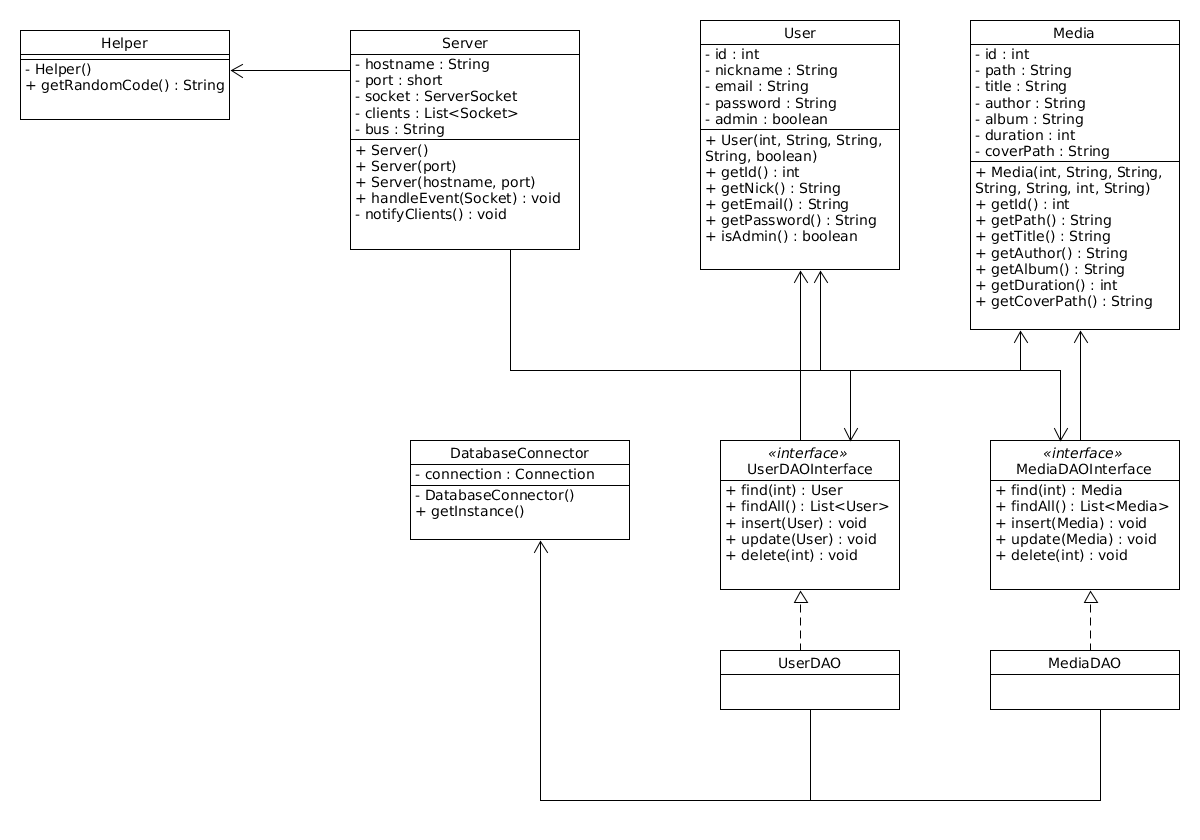 Helper
- Helper()
+ getRandomCode() : String
Server
- hostname : String
- port : short
- socket : ServerSocket
- clients : List<Socket>
- bus : String
+ Server()
+ Server(port)
+ Server(hostname, port)
+ handleEvent(Socket) : void
- notifyClients() : void
User
- id : int
- nickname : String
- email : String
- password : String
- admin : boolean
+ User(int, String, String,
String, boolean)
+ getId() : int
+ getNick() : String
+ getEmail() : String
+ getPassword() : String
+ isAdmin() : boolean
Media
- id : int
- path : String
- title : String
- author : String
- album : String
- duration : int
- coverPath : String
+ Media(int, String, String,
String, String, int, String)
+ getId() : int
+ getPath() : String
+ getTitle() : String
+ getAuthor() : String
+ getAlbum() : String
+ getDuration() : int
+ getCoverPath() : String
DatabaseConnector
- connection : Connection
- DatabaseConnector()
+ getInstance()
«interface»
UserDAOInterface
+ find(int) : User
+ findAll() : List<User>
+ insert(User) : void
+ update(User) : void
+ delete(int) : void
«interface»
MediaDAOInterface
+ find(int) : Media
+ findAll() : List<Media>
+ insert(Media) : void
+ update(Media) : void
+ delete(int) : void
UserDAO
MediaDAO